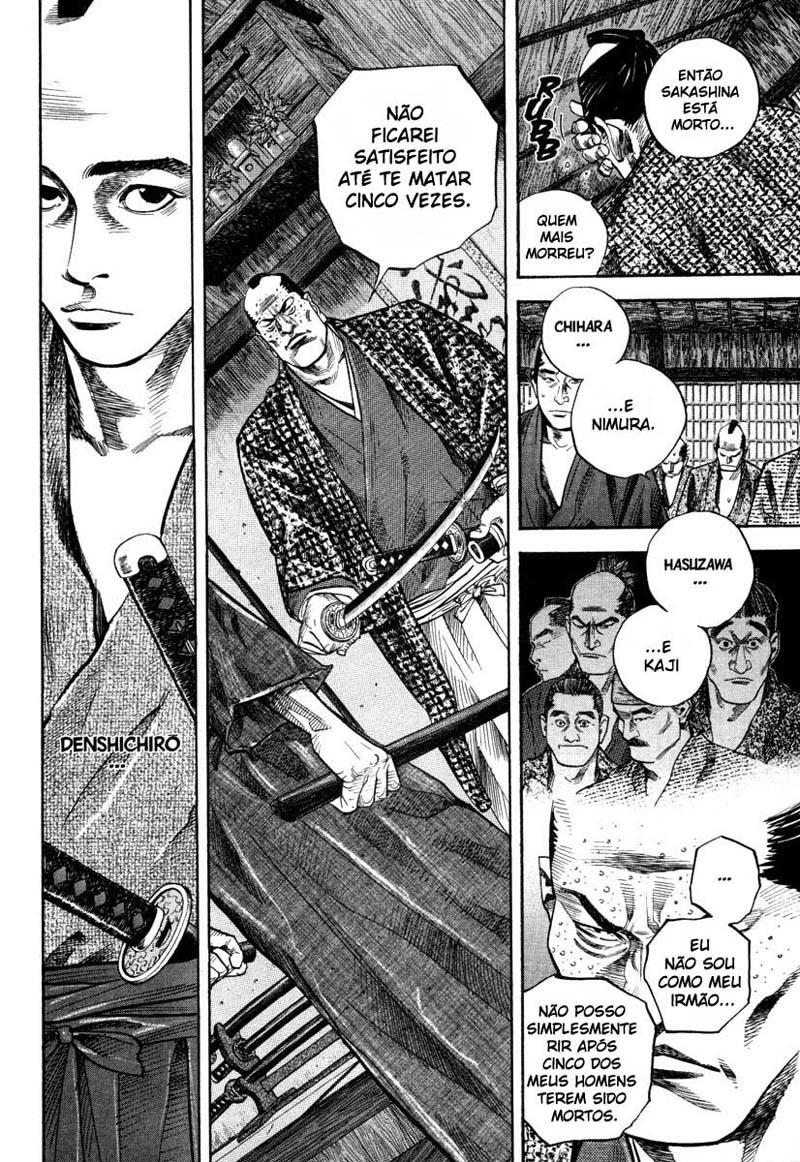 ENTÃO
SAKASHINA
ESTÁ
MORTO...
RUBB
QUEM
MAIS
MORREU?
CHIHARA
...
...E
NIMURA.
HASUZAWA
...
...E
KAJI
...
EU
NÃO SOU
COMO MEU
IRMÃO...
NÃO POSSO
SIMPLESMENTE
RIR APÓS
CINCO DOS
MEUS HOMENS
TEREM SIDO
MORTOS.
NÃO
FICAREI
SATISFEITO
ATÉ TE MATAR
CINCO VEZES.
DENSHICHIRŌ
...